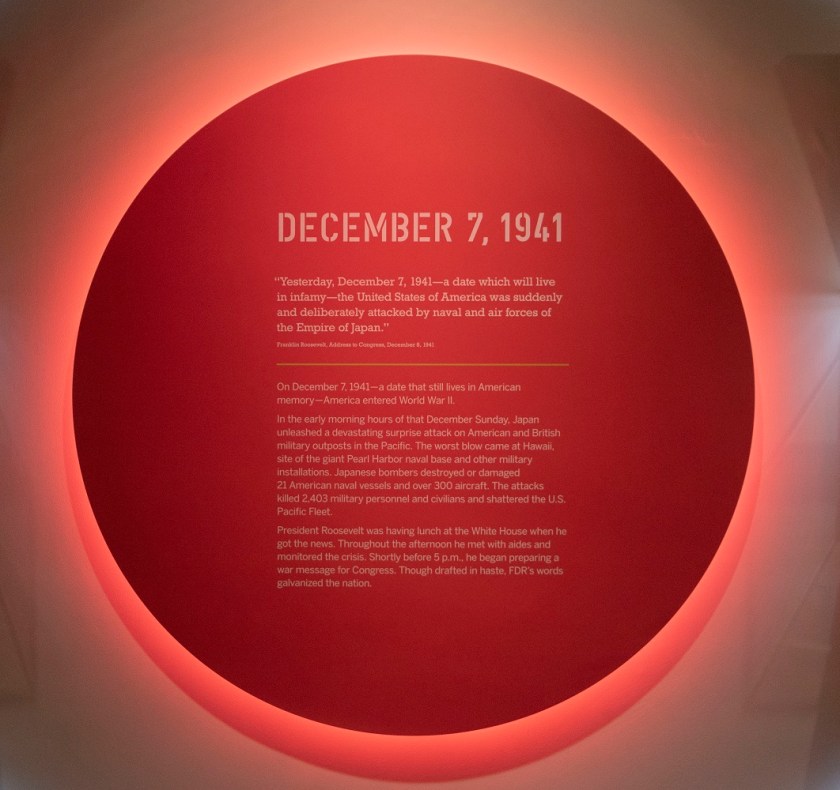 DECEMBER 7, 1941
“Yesterday, December 7, 1941—a date which will live
in infamy—the United States of America was suddenly
and deliberately attacked by naval and air forces of
the Empire of Japan.”
Franklin Roosevelt, Address to Congress, December 8, 1941
On December 7, 1941—a date that still lives in American
memory—America entered World War II.
In the early morning hours of that December Sunday, Japan
unleashed a devastating surprise attack on American and British
military outposts in the Pacific. The worst blow came at Hawaii,
site of the giant Pearl Harbor naval base and other military
installations. Japanese bombers destroyed or damaged
21 American naval vessels and over 300 aircraft. The attacks
killed 2,403 military personnel and civilians and shattered the U.S.
Pacific Fleet.
President Roosevelt was having lunch at the White House when he
got the news. Throughout the afternoon he met with aides and
monitored the crisis. Shortly before 5 p.m., he began preparing a
war message for Congress. Though drafted in haste, FDR’s words
galvanized the nation.